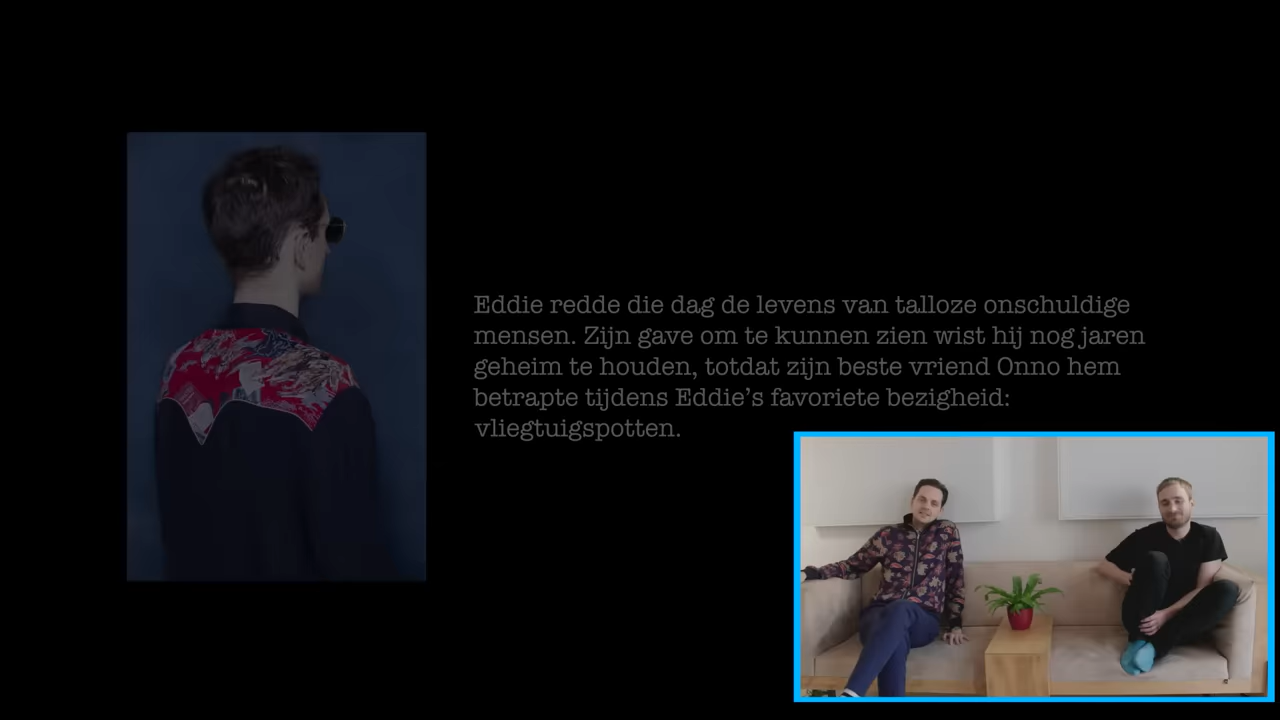 Eddie redde die dag de levens van talloze onschuldige
mensen. Zijn gave om te kunnen zien wist hij nog jaren
geheim te houden, totdat zijn beste vriend Onno hem
betrapte tijdens Eddie’s favoriete bezigheid:
vliegtuigspotten.